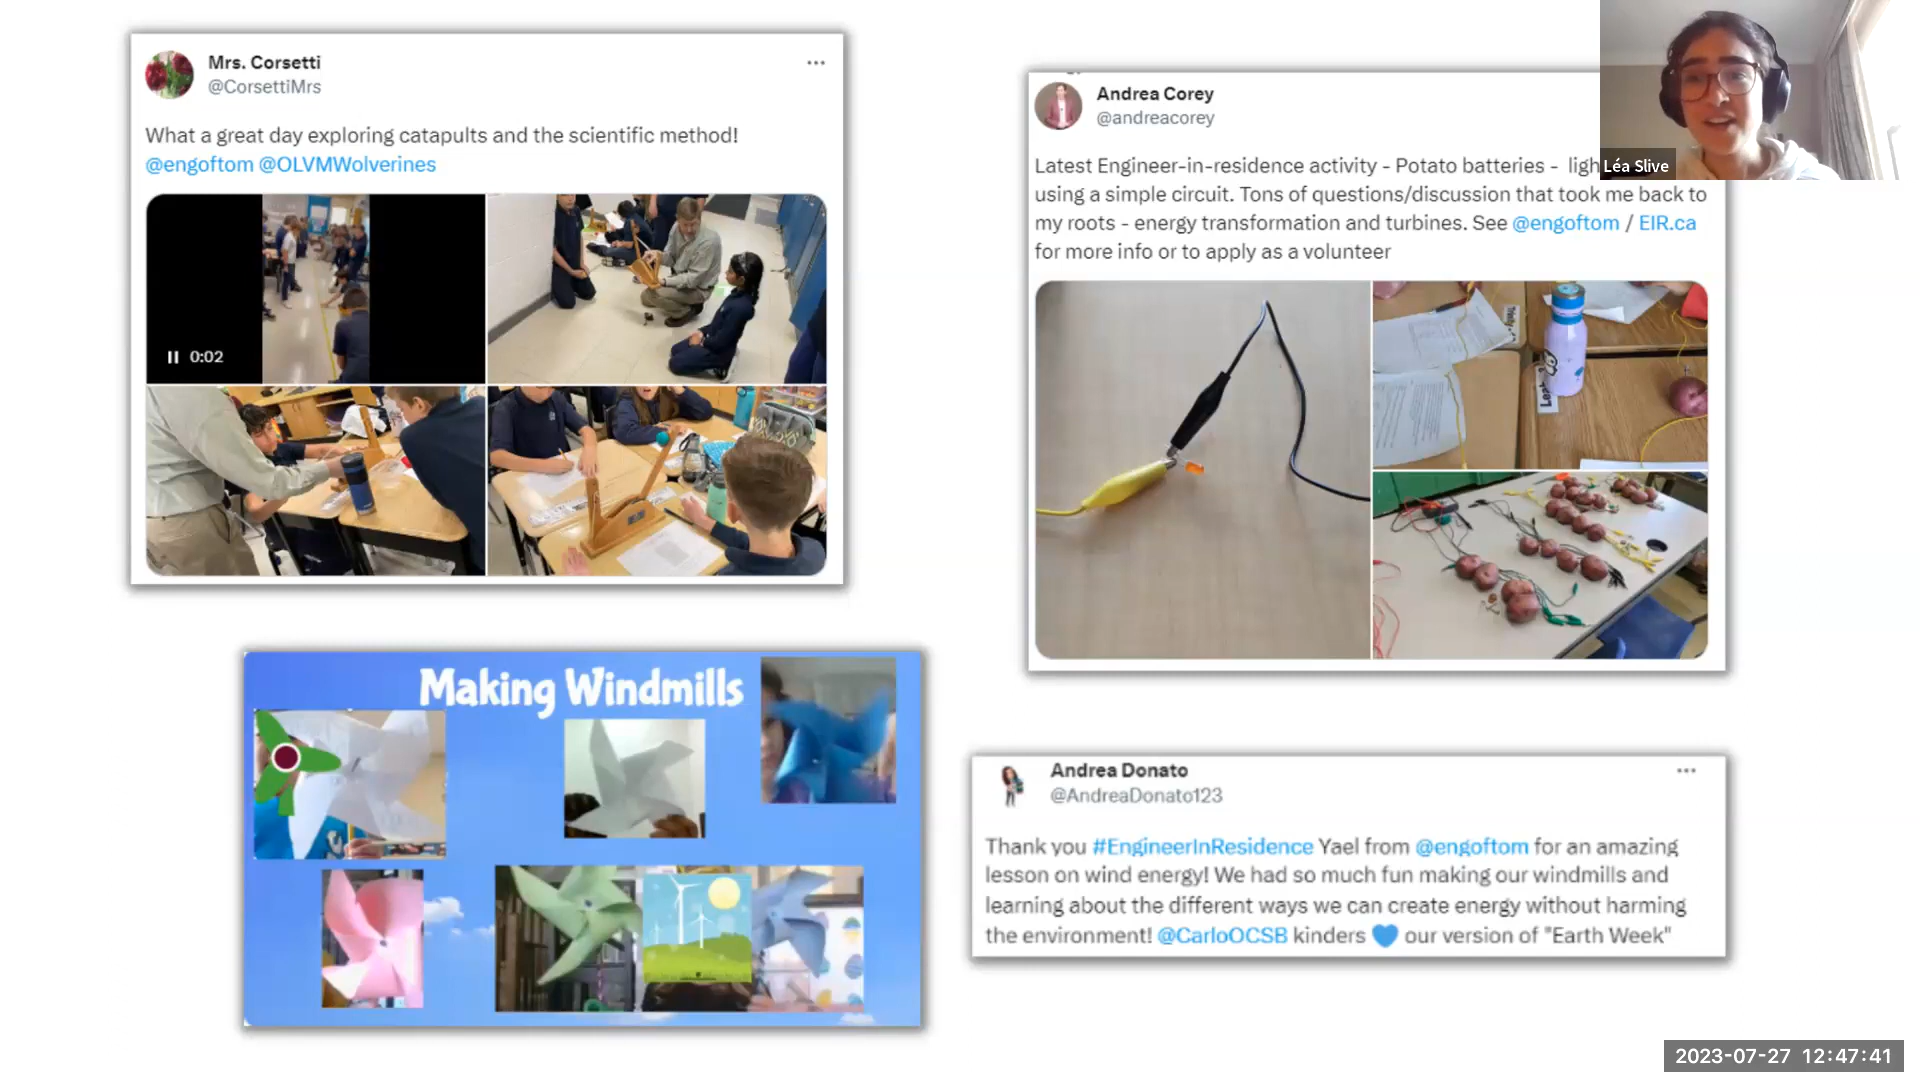 Mrs. Corsetti
@CorsettiMrs
What a great day exploring catapults and the scientific method!
@engoftom @OLVMWolverines
0:02
Andrea Corey
@andreacorey
Latest Engineer-in-residence activity - Potato batteries - ligh
using a simple circuit. Tons of questions/discussion that took me back to
my roots - energy transformation and turbines. See @engoftom / EIR.ca
for more info or to apply as a volunteer
Léa Slive
Making Windmills
Andrea Donato
@AndreaDonato123
Thank you #EngineerInResidence Yael from @engoftom for an amazing
lesson on wind energy! We had so much fun making our windmills and
learning about the different ways we can create energy without harming
the environment! @CarloOCSB kinders 💙 our version of "Earth Week"
2023-07-27 12:47:41